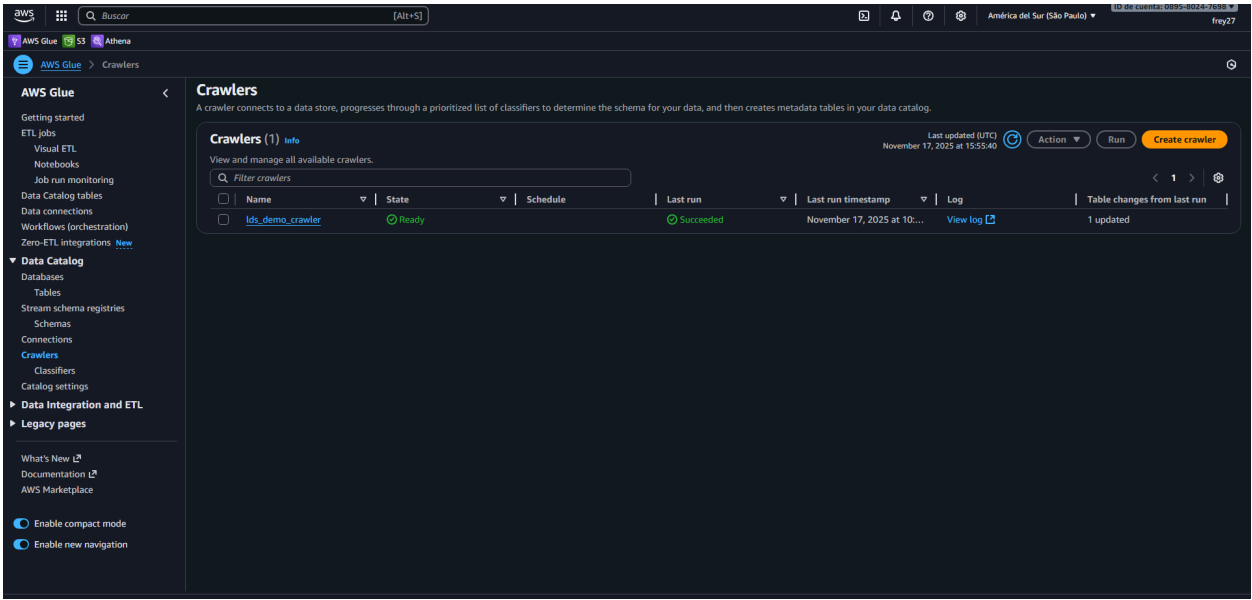 aws
Buscar
[Alt+S]
América del Sur (São Paulo)
ID de cuenta: 0895-8024-7698
frey27
AWS Glue
S3
Athena
AWS Glue > Crawlers
AWS Glue
Getting started
ETL jobs
Visual ETL
Notebooks
Job run monitoring
Data Catalog tables
Data connections
Workflows (orchestration)
Zero-ETL integrations New
Data Catalog
Databases
Tables
Stream schema registries
Schemas
Connections
Crawlers
Classifiers
Catalog settings
Data Integration and ETL
Legacy pages
What's New
Documentation
AWS Marketplace
Enable compact mode
Enable new navigation
Crawlers
A crawler connects to a data store, progresses through a prioritized list of classifiers to determine the schema for your data, and then creates metadata tables in your data catalog.
Crawlers (1) Info
Last updated (UTC)
November 17, 2025 at 15:55:40
Action
Run
Create crawler
View and manage all available crawlers.
Filter crawlers
< 1 >
Name State Schedule Last run Last run timestamp Log Table changes from last run
lds_demo_crawler Ready Succeeded November 17, 2025 at 10:... View log 1 updated